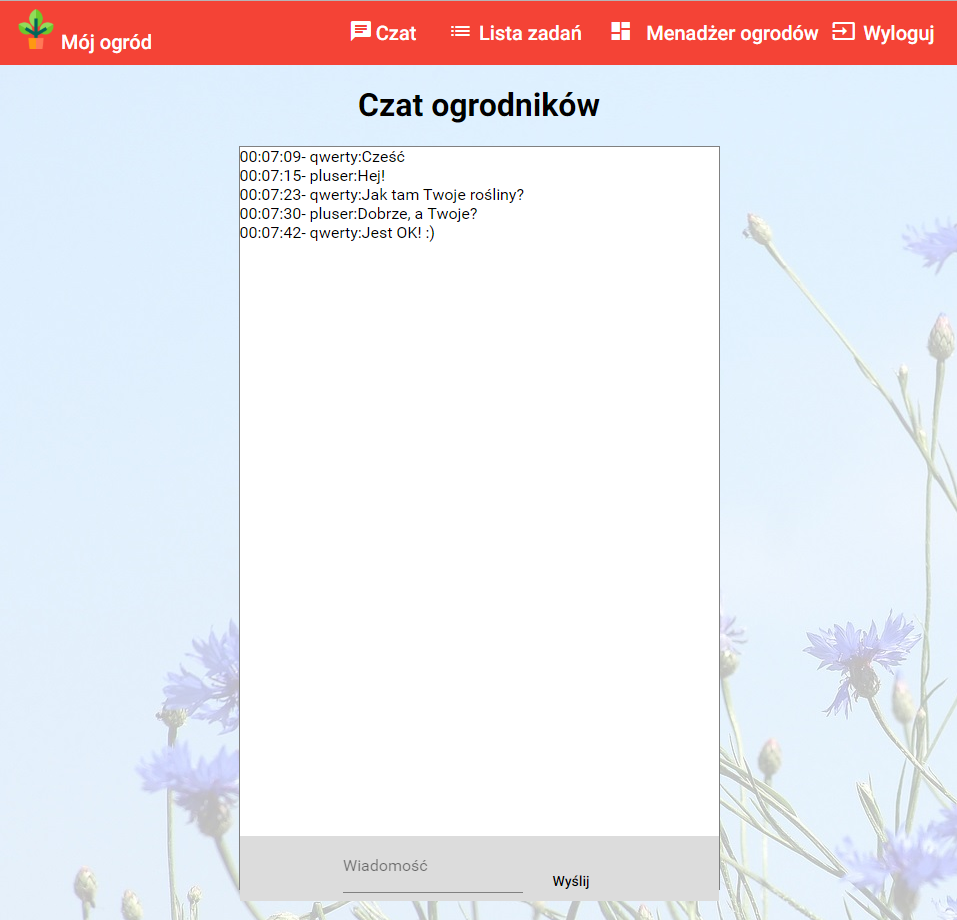 Mój ogród
Czat
Lista zadań
Menadżer ogrodów
Wyloguj
Czat ogrodników
00:07:09- qwerty:Cześć
00:07:15- pluser:Hej!
00:07:23- qwerty:Jak tam Twoje rośliny?
00:07:30- pluser:Dobrze, a Twoje?
00:07:42- qwerty:Jest OK! :)
Wiadomość
Wyślij